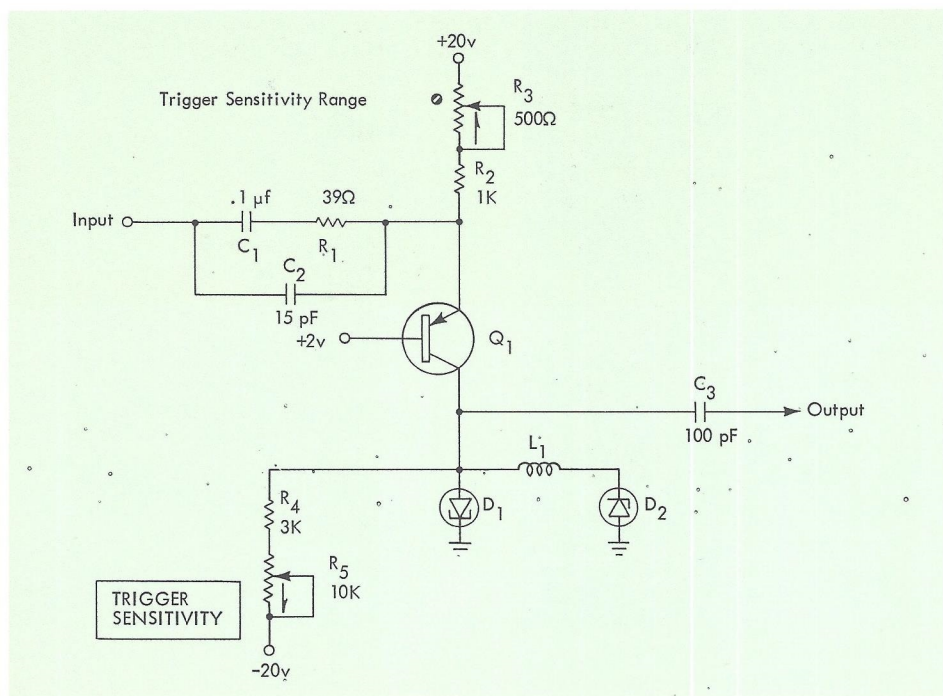 +20v
Trigger Sensitivity Range
R3
500Ω
R2
1K
.1 µf
39Ω
Input
C1
R1
C2
15 pF
+2v
Q1
C3
Output
100 pF
L1
R4
3K
D1
D2
R5
10K
TRIGGER
SENSITIVITY
-20v